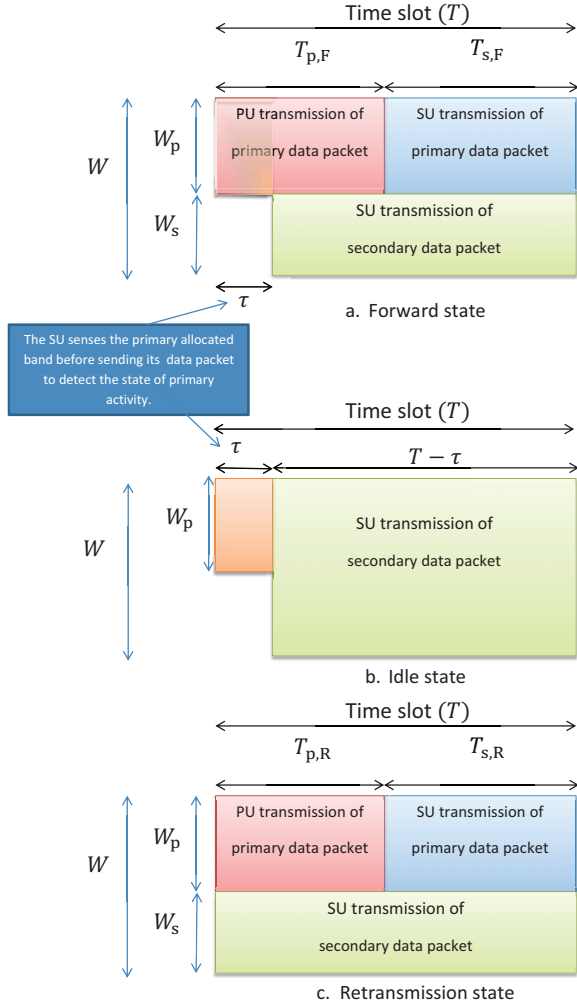 Time slot (T)
T_p,F
T_s,F
PU transmission of
primary data packet
SU transmission of
primary data packet
W_p
W
W_s
SU transmission of
secondary data packet
τ
a. Forward state
The SU senses the primary allocated
band before sending its data packet
to detect the state of primary
activity.
Time slot (T)
τ
T − τ
W_p
W
SU transmission of
secondary data packet
b. Idle state
Time slot (T)
T_p,R
T_s,R
PU transmission of
primary data packet
SU transmission of
primary data packet
W_p
W
W_s
SU transmission of
secondary data packet
c. Retransmission state